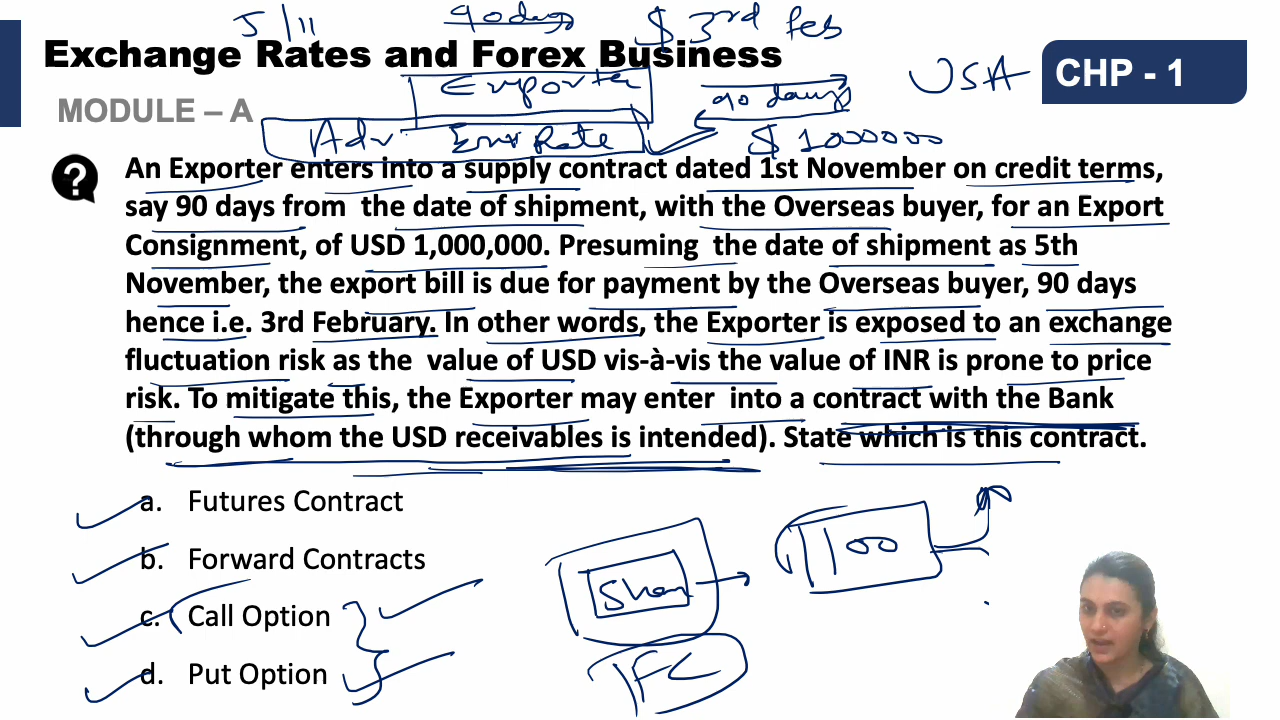 5/11 90 days $ 3rd feb
Exchange Rates and Forex Business
USA
CHP - 1
MODULE – A
Exporter
90 days
Adv. Rate
$ 1000000
? An Exporter enters into a supply contract dated 1st November on credit terms,
say 90 days from the date of shipment, with the Overseas buyer, for an Export
Consignment, of USD 1,000,000. Presuming the date of shipment as 5th
November, the export bill is due for payment by the Overseas buyer, 90 days
hence i.e. 3rd February. In other words, the Exporter is exposed to an exchange
fluctuation risk as the value of USD vis-à-vis the value of INR is prone to price
risk. To mitigate this, the Exporter may enter into a contract with the Bank
(through whom the USD receivables is intended). State which is this contract.
a. Futures Contract
b. Forward Contracts
c. Call Option
d. Put Option
100